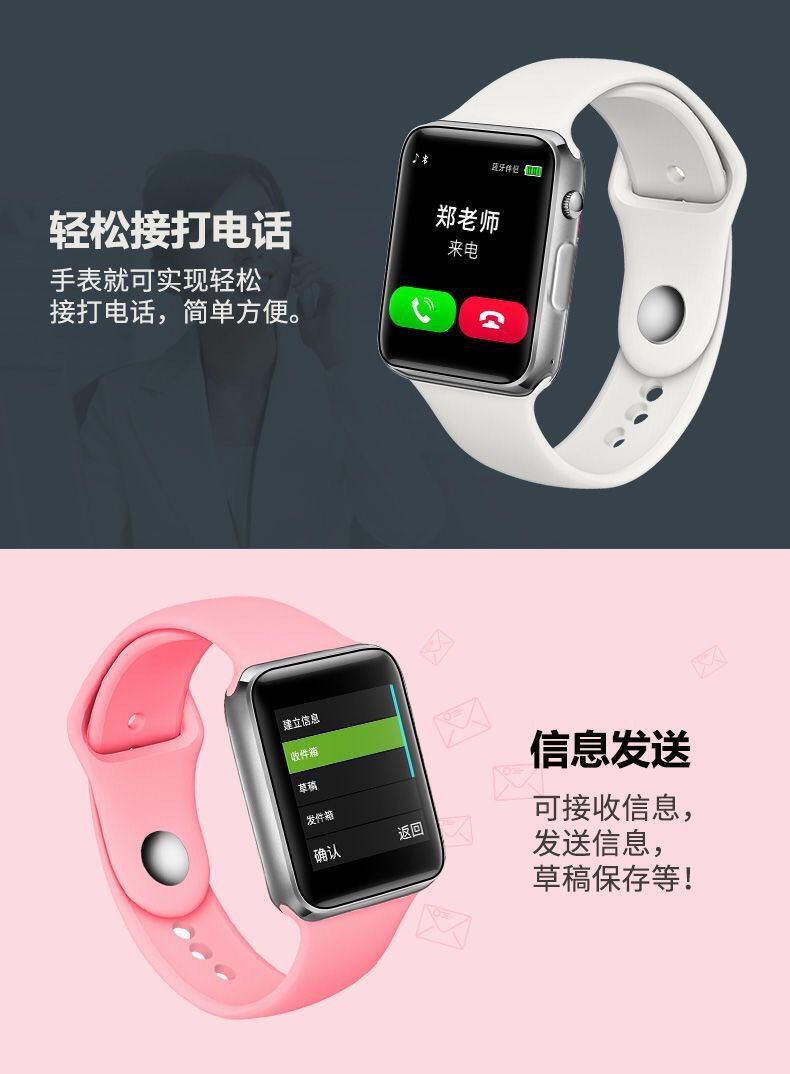 轻松接打电话
手表就可实现轻松
接打电话，简单方便。
蓝牙伴侣
郑老师
来电
建立信息
收件箱
草稿
发件箱
确认
返回
信息发送
可接收信息，
发送信息，
草稿保存等！